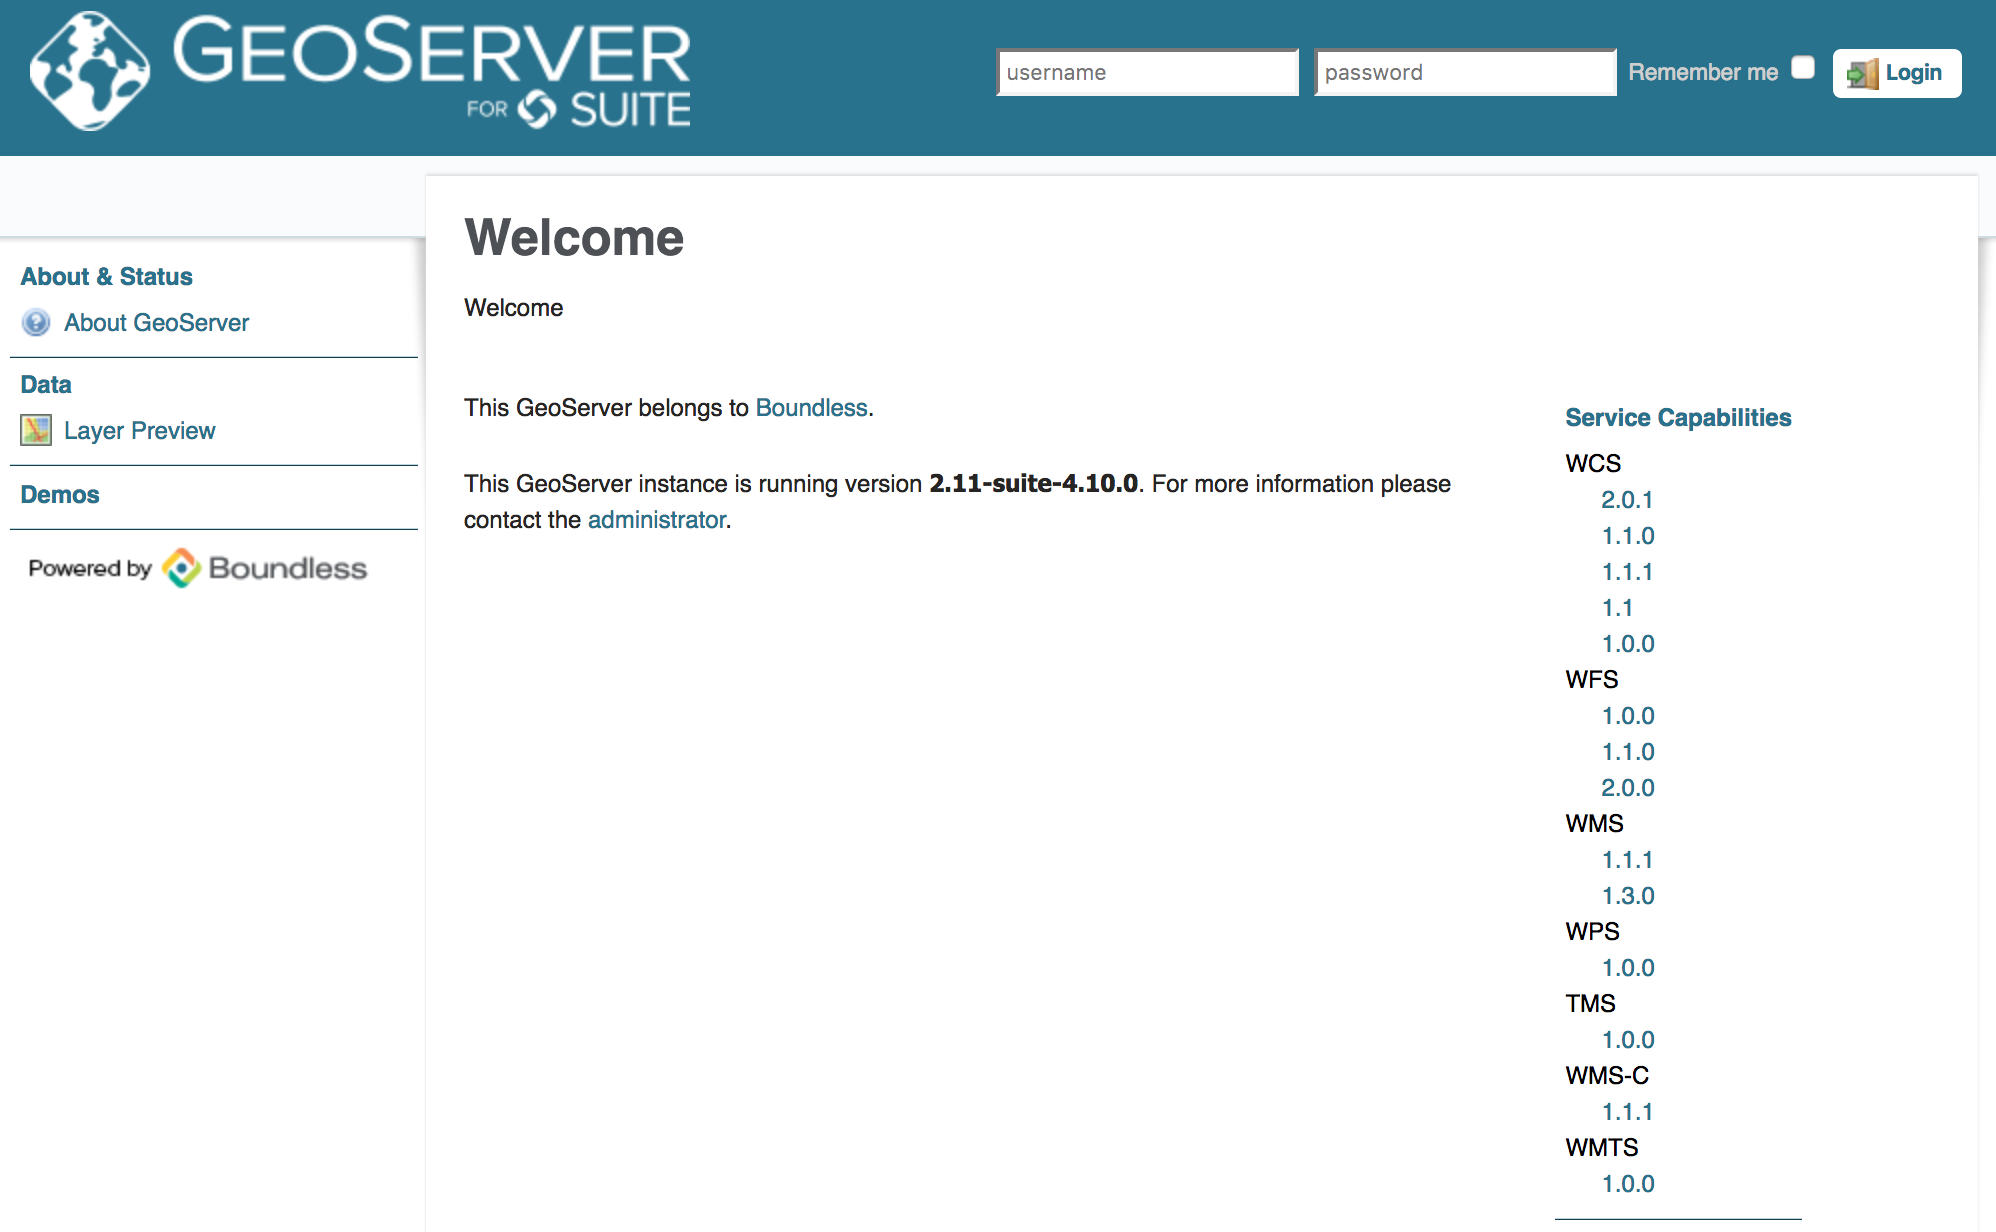 GEOSERVER
FOR SUITE
username
password
Remember me
Login
Welcome
Welcome
About & Status
About GeoServer
Data
Layer Preview
Demos
Powered by Boundless
This GeoServer belongs to Boundless.
This GeoServer instance is running version 2.11-suite-4.10.0. For more information please
contact the administrator.
Service Capabilities
WCS
2.0.1
1.1.0
1.1.1
1.1
1.0.0
WFS
1.0.0
1.1.0
2.0.0
WMS
1.1.1
1.3.0
WPS
1.0.0
TMS
1.0.0
WMS-C
1.1.1
WMTS
1.0.0